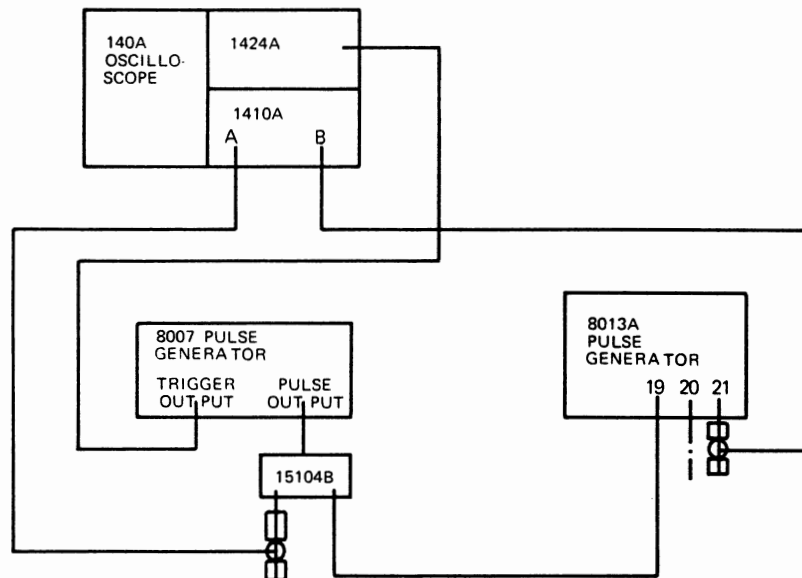 140A
OSCILLO-
SCOPE
1424A
1410A
A B
8007 PULSE
GENERATOR
TRIGGER
OUTPUT
PULSE
OUTPUT
15104B
8013A
PULSE
GENERATOR
19 20 21